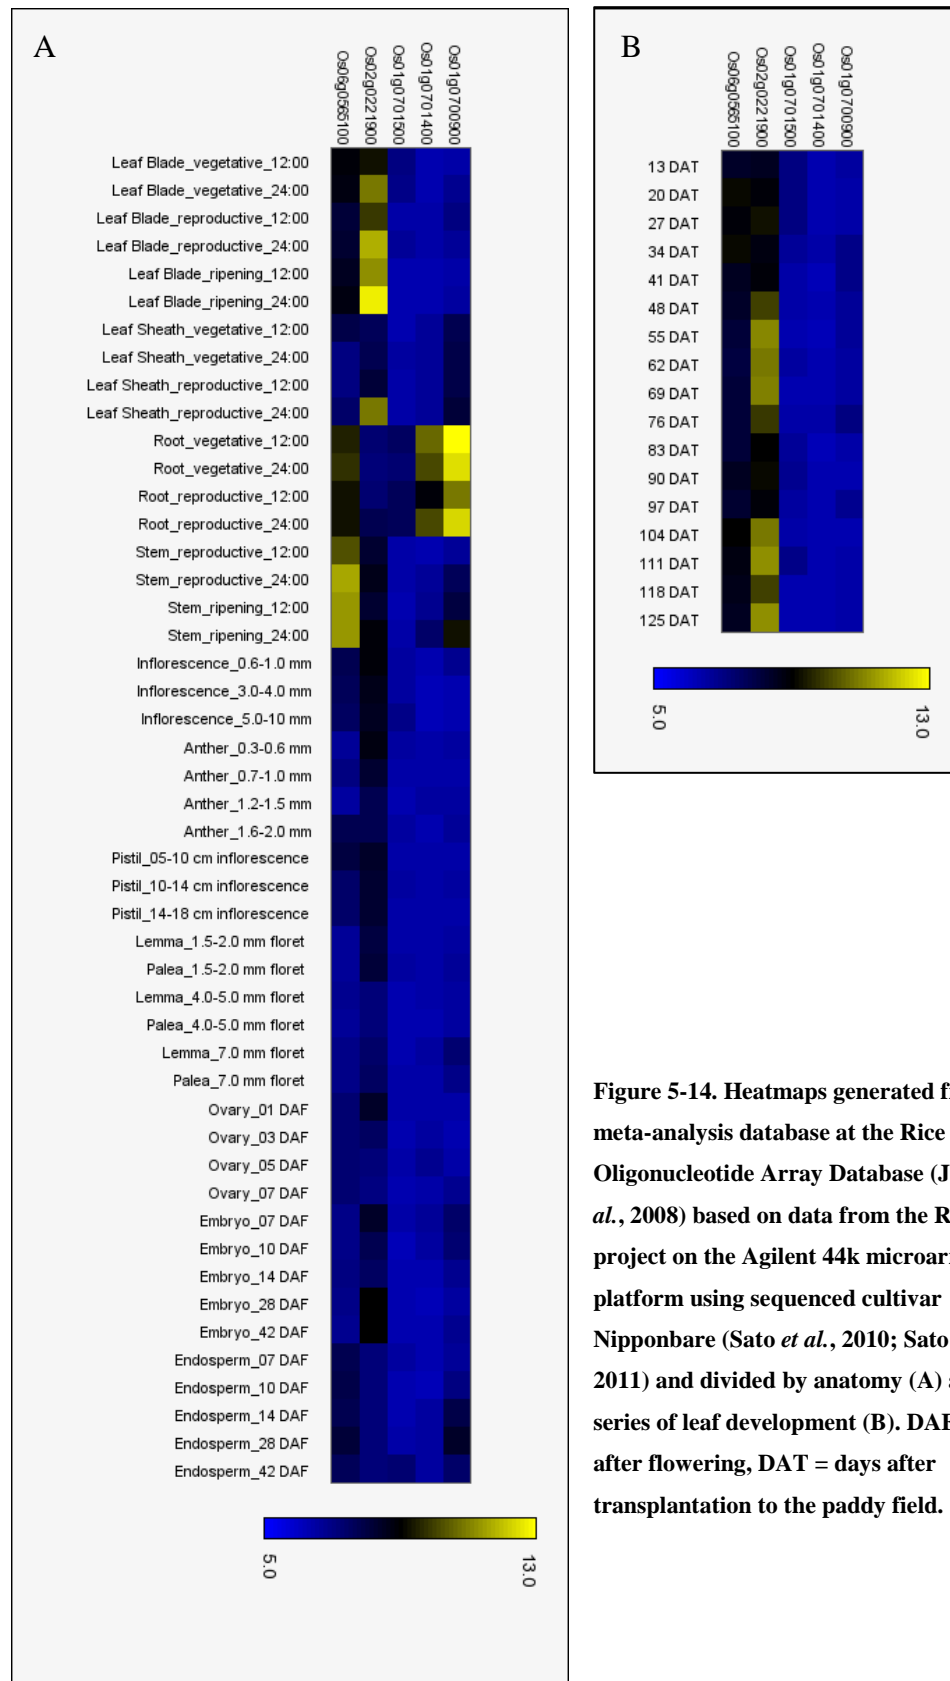 A
Os06g0565100
Os02g0221900
Os01g0701500
Os01g0701400
Os01g0700900
Leaf Blade_vegetative_12:00
Leaf Blade_vegetative_24:00
Leaf Blade_reproductive_12:00
Leaf Blade_reproductive_24:00
Leaf Blade_ripening_12:00
Leaf Blade_ripening_24:00
Leaf Sheath_vegetative_12:00
Leaf Sheath_vegetative_24:00
Leaf Sheath_reproductive_12:00
Leaf Sheath_reproductive_24:00
Root_vegetative_12:00
Root_vegetative_24:00
Root_reproductive_12:00
Root_reproductive_24:00
Stem_reproductive_12:00
Stem_reproductive_24:00
Stem_ripening_12:00
Stem_ripening_24:00
Inflorescence_0.6-1.0 mm
Inflorescence_3.0-4.0 mm
Inflorescence_5.0-10 mm
Anther_0.3-0.6 mm
Anther_0.7-1.0 mm
Anther_1.2-1.5 mm
Anther_1.6-2.0 mm
Pistil_05-10 cm inflorescence
Pistil_10-14 cm inflorescence
Pistil_14-18 cm inflorescence
Lemma_1.5-2.0 mm floret
Palea_1.5-2.0 mm floret
Lemma_4.0-5.0 mm floret
Palea_4.0-5.0 mm floret
Lemma_7.0 mm floret
Palea_7.0 mm floret
Ovary_01 DAF
Ovary_03 DAF
Ovary_05 DAF
Ovary_07 DAF
Embryo_07 DAF
Embryo_10 DAF
Embryo_14 DAF
Embryo_28 DAF
Embryo_42 DAF
Endosperm_07 DAF
Endosperm_10 DAF
Endosperm_14 DAF
Endosperm_28 DAF
Endosperm_42 DAF
5.0
13.0
B
Os06g0565100
Os02g0221900
Os01g0701500
Os01g0701400
Os01g0700900
13 DAT
20 DAT
27 DAT
34 DAT
41 DAT
48 DAT
55 DAT
62 DAT
69 DAT
76 DAT
83 DAT
90 DAT
97 DAT
104 DAT
111 DAT
118 DAT
125 DAT
5.0
13.0
Figure 5-14. Heatmaps generated
meta-analysis database at the Rice
Oligonucleotide Array Database
al., 2008) based on data from the
project on the Agilent 44k
platform using sequenced cultivar
Nipponbare (Sato et al., 2010; Sato
2011) and divided by anatomy (A)
series of leaf development (B).
after flowering, DAT = days after
transplantation to the paddy field.